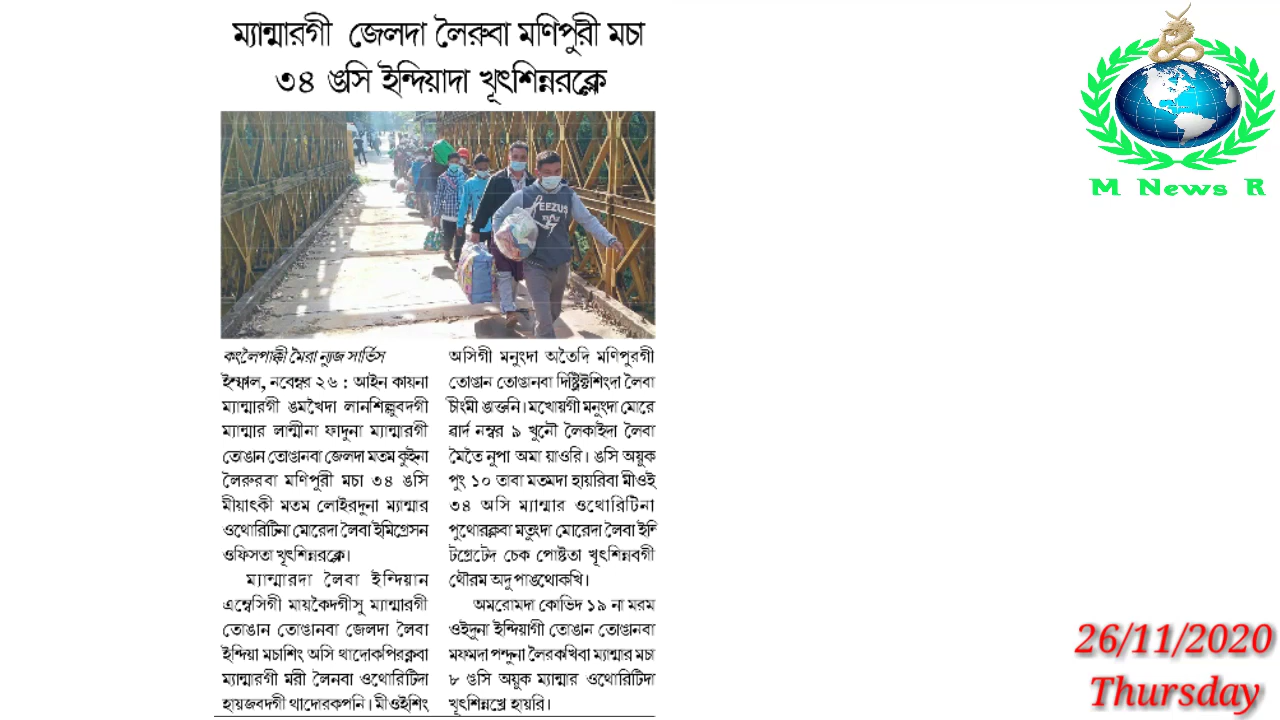 ম্যান্মারগী জেলদা লৈরুবা মণিপুরী মচা
৩৪ ঙসি ইন্দিয়াদা খূৎশিন্নরক্লে
কংলৈপাক্কী মৈরা ন্যুজ সার্ভিস
ইম্ফাল, নবেম্বর ২৬ : আইন কায়না
ম্যান্মারগী ঙমখৈদা লানশিল্লুবদগী
ম্যান্মার লান্মীনা ফাদুনা ম্যান্মারগী
তোঙান তোঙানবা জেলদা মতম কুইনা
লৈরুরবা মণিপুরী মচা ৩৪ ঙসি
মীয়াৎকী মতম লোইরদুনা ম্যান্মার
ওথোরিটিনা মোরেদা লৈবা ইমিগ্রেসন
ওফিসতা খূৎশিন্নরক্লে।
ম্যান্মারদা লৈবা ইন্দিয়ান
এম্বেসিগী মায়কৈদগীসু ম্যান্মারগী
তোঙান তোঙানবা জেলদা লৈবা
ইন্দিয়া মচাশিং অসি থাদোকপিরক্নবা
ম্যান্মারগী মরী লৈনবা ওথোরিটিদা
হায়জবদগী থাদোরকপনি। মীওইশিং
অসিগী মনুংদা অতৈদি মণিপুরগী
তোঙান তোঙানবা দিষ্ট্রিক্টশিংদা লৈবা
চীংমী ঙাক্তনি। মখোয়গী মনুংদা মোরে
ৱার্দ নম্বর ৯ খুনৌ লৈকাইদা লৈবা
মৈতৈ নুপা অমা য়াওরি। ঙসি অয়ূক
পুং ১০ তাবা মতমদা হায়রিবা মীওই
৩৪ অসি ম্যান্মার ওথোরিটিনা
পুথোরক্লবা মতুংদা মোরেদা লৈবা ইন্দি
টেগ্রেটেদ চেক পোষ্টতা খূৎশিন্নবগী
থৌরম অদু পাঙথোকখি।
অমরোমদা কোভিদ ১৯ না মরম
ওইদুনা ইন্দিয়াগী তোঙান তোঙানবা
মফমদা পন্দুনা লৈরকখিবা ম্যান্মার মচা
৮ ঙসি অয়ূক ম্যান্মার ওথোরিটিদা
খূৎশিন্নখ্রে হায়রি।
M News R
26/11/2020
Thursday